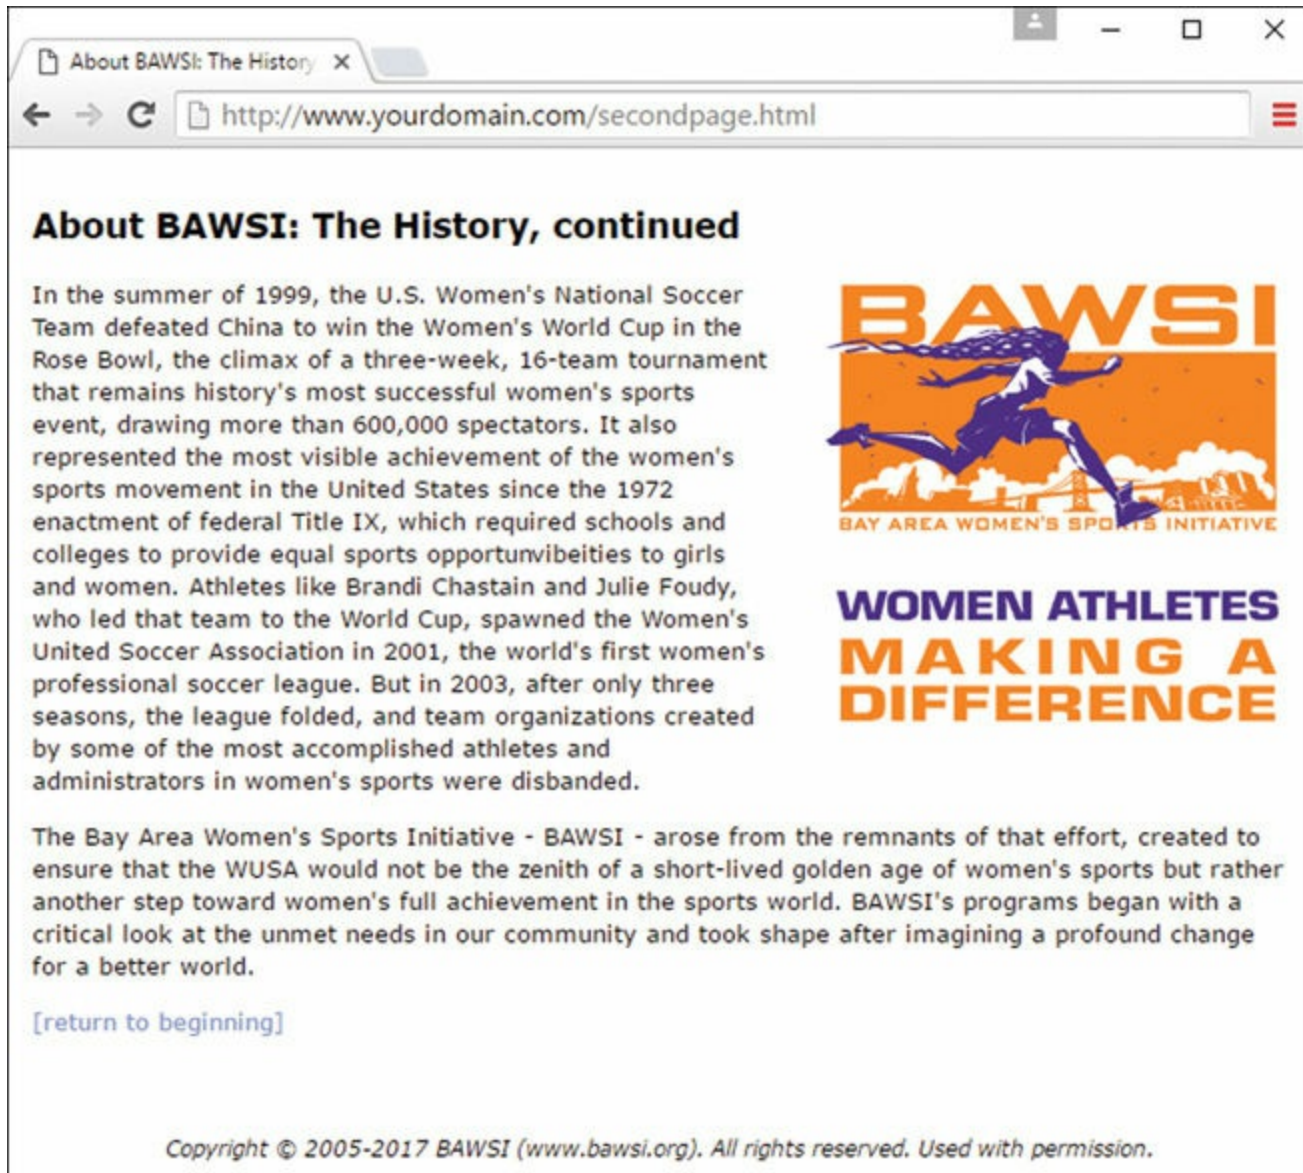 About BAWSI: The History
http://www.yourdomain.com/secondpage.html
About BAWSI: The History, continued
In the summer of 1999, the U.S. Women's National Soccer
Team defeated China to win the Women's World Cup in the
Rose Bowl, the climax of a three-week, 16-team tournament
that remains history's most successful women's sports
event, drawing more than 600,000 spectators. It also
represented the most visible achievement of the women's
sports movement in the United States since the 1972
enactment of federal Title IX, which required schools and
colleges to provide equal sports opportunvibeities to girls
and women. Athletes like Brandi Chastain and Julie Foudy,
who led that team to the World Cup, spawned the Women's
United Soccer Association in 2001, the world's first women's
professional soccer league. But in 2003, after only three
seasons, the league folded, and team organizations created
by some of the most accomplished athletes and
administrators in women's sports were disbanded.
BAWSI
BAY AREA WOMEN'S SPORTS INITIATIVE
WOMEN ATHLETES
MAKING A
DIFFERENCE
The Bay Area Women's Sports Initiative - BAWSI - arose from the remnants of that effort, created to
ensure that the WUSA would not be the zenith of a short-lived golden age of women's sports but rather
another step toward women's full achievement in the sports world. BAWSI's programs began with a
critical look at the unmet needs in our community and took shape after imagining a profound change
for a better world.
[return to beginning]
Copyright © 2005-2017 BAWSI (www.bawsi.org). All rights reserved. Used with permission.